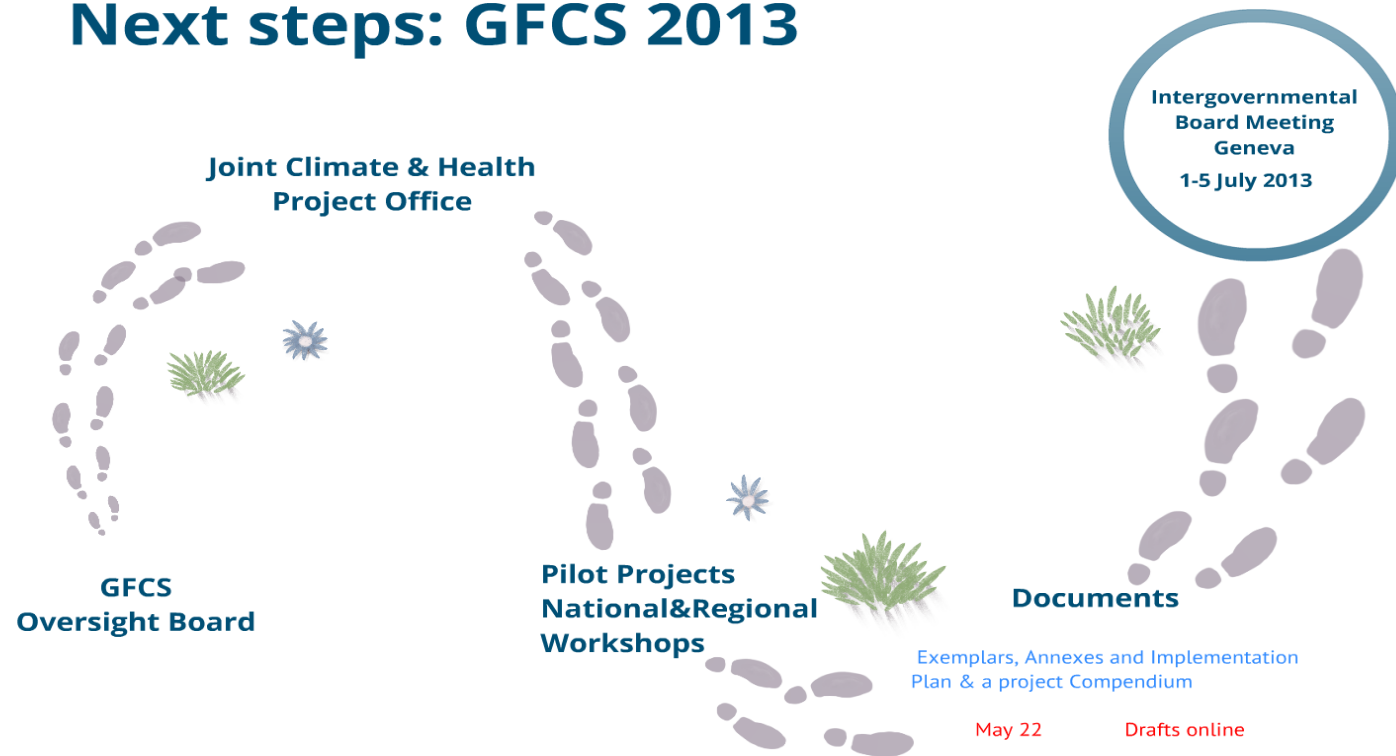 Next steps: GFCS 2013
Intergovernmental
Board Meeting
Geneva
1-5 July 2013
Joint Climate & Health
Project Office
GFCS
Oversight Board
Pilot Projects
National&Regional
Workshops
Documents
Exemplars, Annexes and Implementation
Plan & a project Compendium
May 22 Drafts online